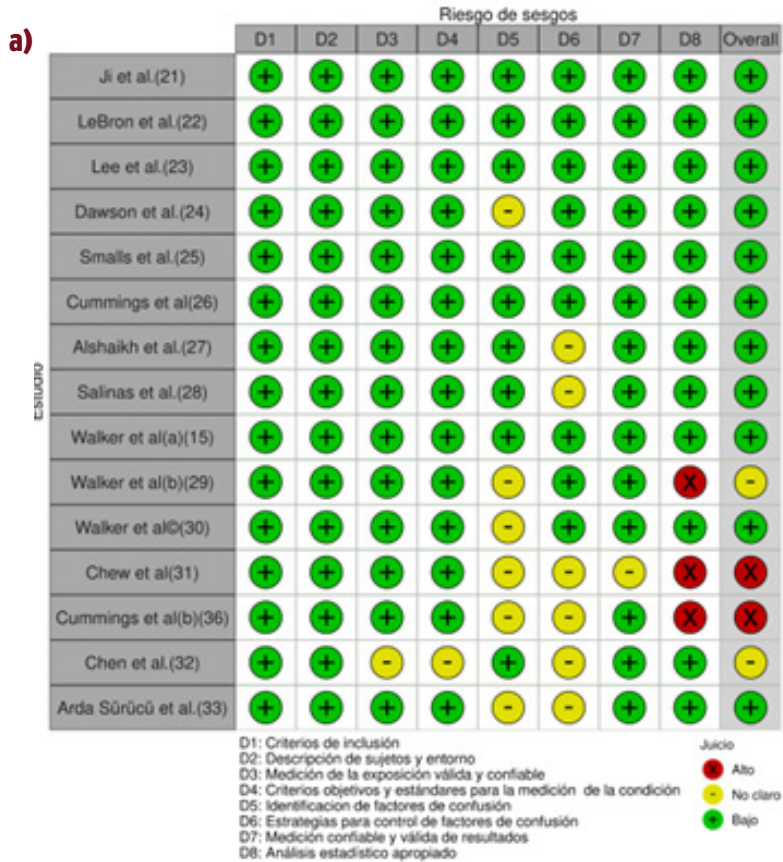 Riesgo de sesgos
a)
D1 D2 D3 D4 D5 D6 D7 D8 Overall
Estudio
Ji et al.(21) + + + + + + + + +
LeBron et al.(22) + + + + + + + + +
Lee et al.(23) + + + + + + + + +
Dawson et al.(24) + + + + - + + + +
Smalls et al.(25) + + + + + + + + +
Cummings et al(26) + + + + + + + + +
Alshaikh et al.(27) + + + + + - + + +
Salinas et al.(28) + + + + + - + + +
Walker et al(a)(15) + + + + + + + + +
Walker et al(b)(29) + + + + - + + X -
Walker et al©(30) + + + + - + + + +
Chew et al(31) + + + + - - - X X
Cummings et al(b)(36) + + + + - - + X X
Chen et al.(32) + + - - + - + + -
Arda Sürücü et al.(33) + + + + - - + + +
D1: Criterios de inclusión
D2: Descripción de sujetos y entorno
D3: Medición de la exposición válida y confiable
D4: Criterios objetivos y estándares para la medición de la condición
D5: Identificacion de factores de confusión
D6: Estrategias para control de factores de confusión
D7: Medición confiable y válida de resultados
D8: Análisis estadístico apropiado
Juicio
X Alto
- No claro
+ Bajo